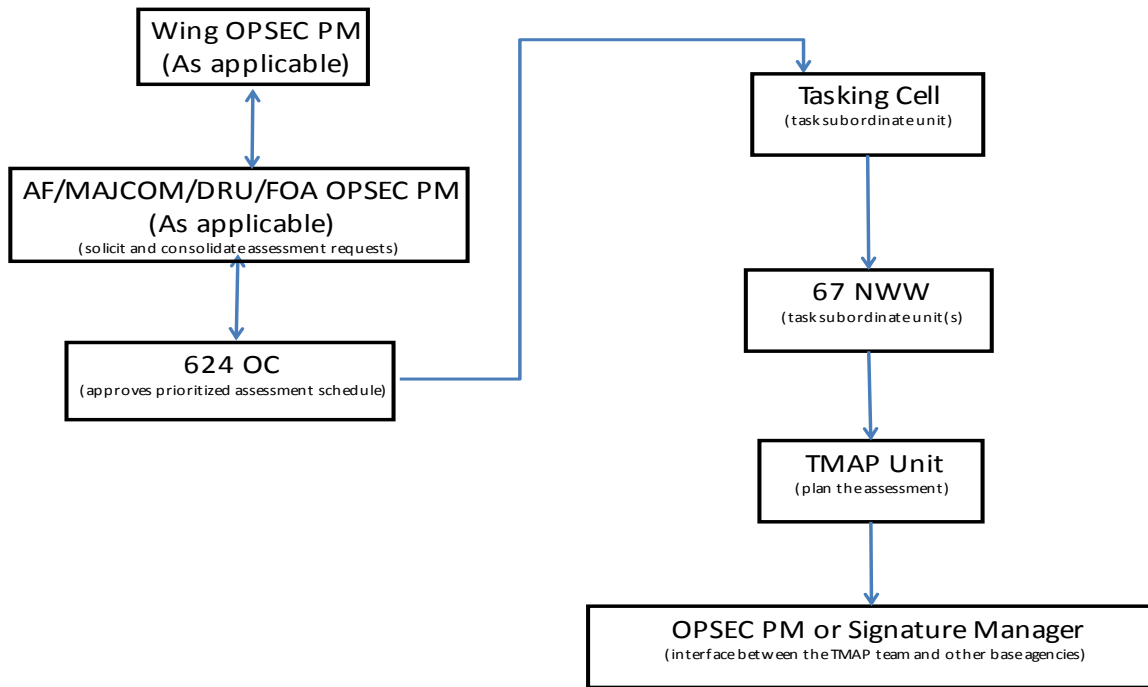 Wing OPSEC PM
(As applicable)
AF/MAJCOM/DRU/FOA OPSEC PM
(As applicable)
(solicit and consolidate assessment requests)
624 OC
(approves prioritized assessment schedule)
Tasking Cell
(task subordinate unit)
67 NWW
(task subordinate unit(s)
TMAP Unit
(plan the assessment)
OPSEC PM or Signature Manager
(interface between the TMAP team and other base agencies)